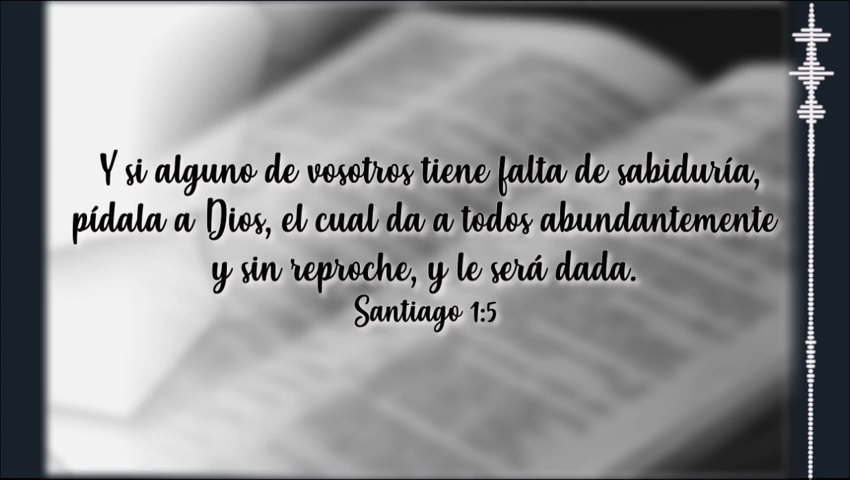 Y si alguno de vosotros tiene falta de sabiduría,
pídala a Dios, el cual da a todos abundantemente
y sin reproche, y le será dada.
Santiago 1:5